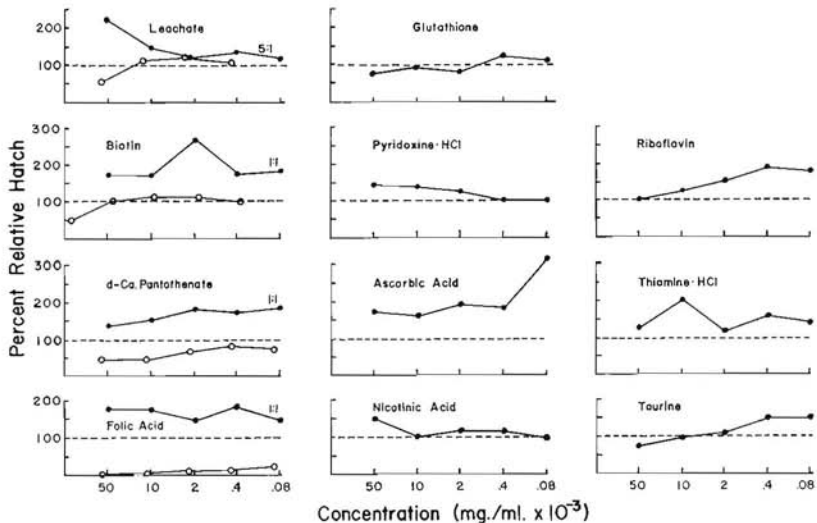 Percent Relative Hatch
Leachate
200
100
5:1
Glutathione
Biotin
300
200
100
1:1
Pyridoxine·HCl
Riboflavin
d-Ca, Pantothenate
300
200
100
1:1
Ascorbic Acid
Thiamine·HCl
200
100
1:1
Folic Acid
Nicotinic Acid
Taurine
50 10 2 .4 .08
50 10 2 .4 .08
50 10 2 .4 .08
Concentration (mg./ml. x 10⁻³)